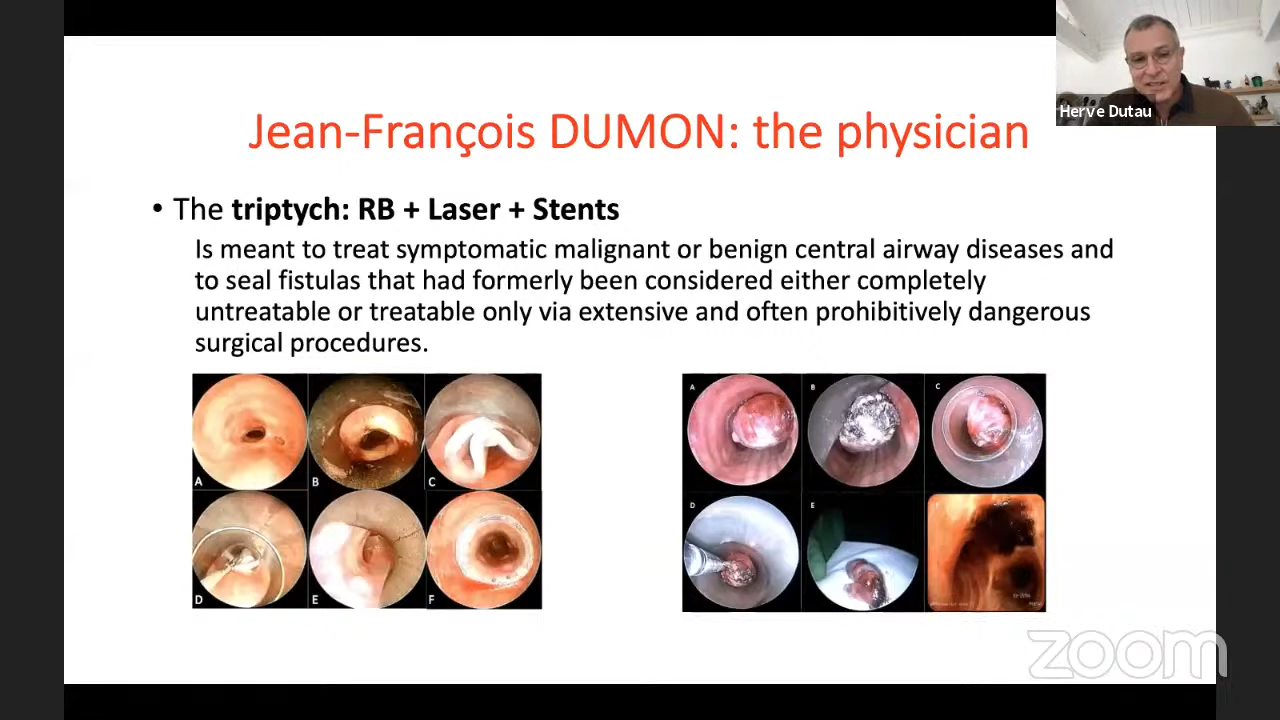 Herve Dutau
Jean-François DUMON: the physician
• The triptych: RB + Laser + Stents
Is meant to treat symptomatic malignant or benign central airway diseases and
to seal fistulas that had formerly been considered either completely
untreatable or treatable only via extensive and often prohibitively dangerous
surgical procedures.
A B C
D E F
A B C
D E
zoom